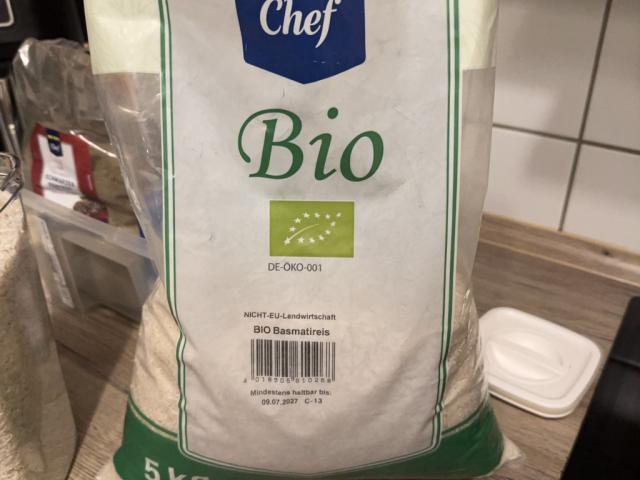 Chef
Bio
DE-ÖKO-001
NICHT-EU-Landwirtschaft
BIO Basmatireis
Mindestens haltbar bis:
09.07.2027 C-13